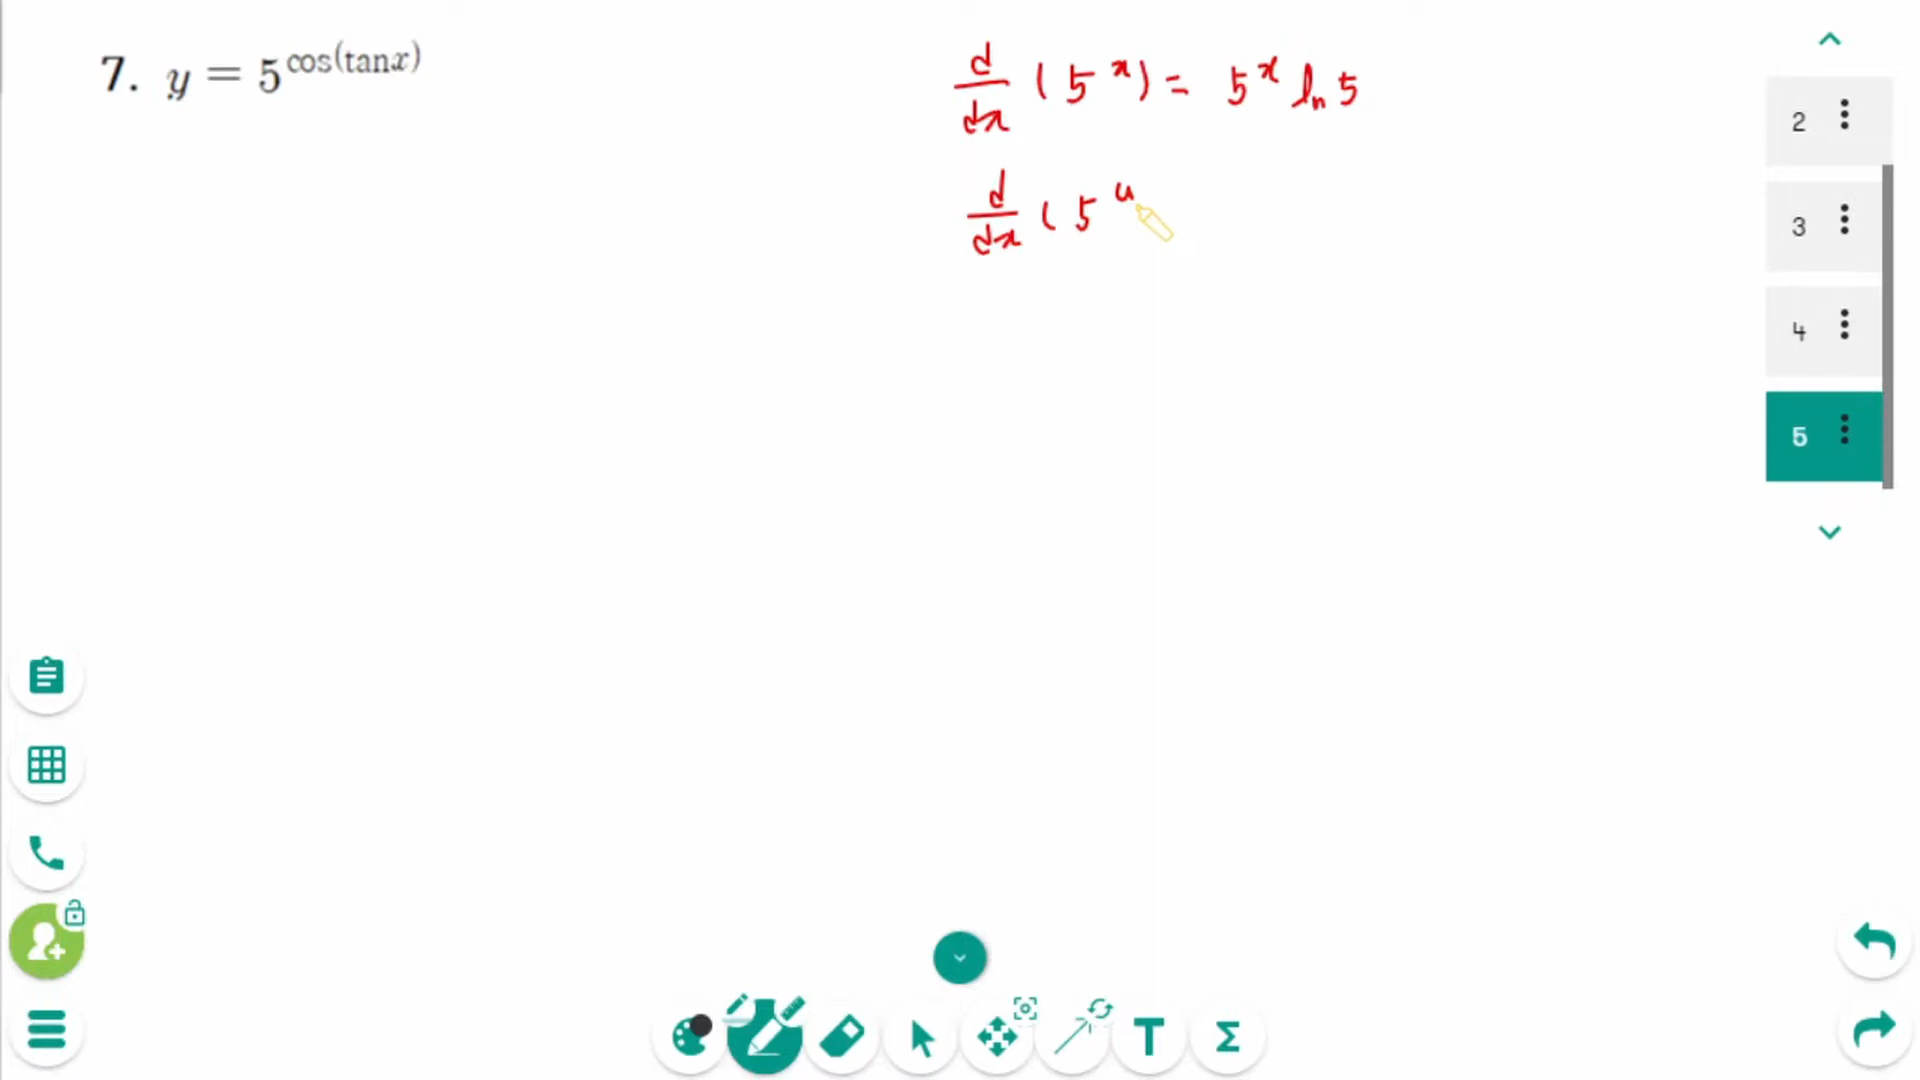 7. y = 5^cos(tanx)
d/dx (5^x) = 5^x ln 5
d/dx (5^u
2
3
4
5
T
Σ